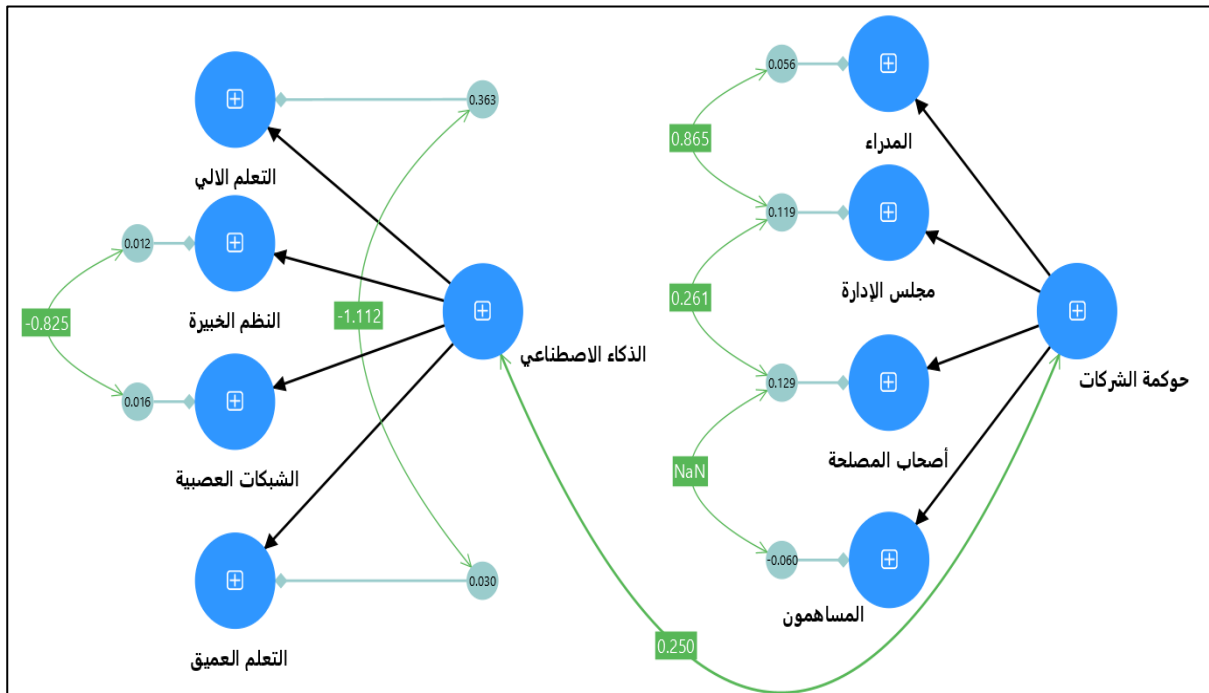 0.056
0.363
0.865
المدراء
التعلم الالي
0.119
0.012
0.261
مجلس الإدارة
-0.825
النظم الخبيرة
-1.112
الذكاء الاصطناعي
حوكمة الشركات
0.016
0.129
أصحاب المصلحة
الشبكات العصبية
NaN
-0.060
0.030
المساهمون
0.250
التعلم العميق